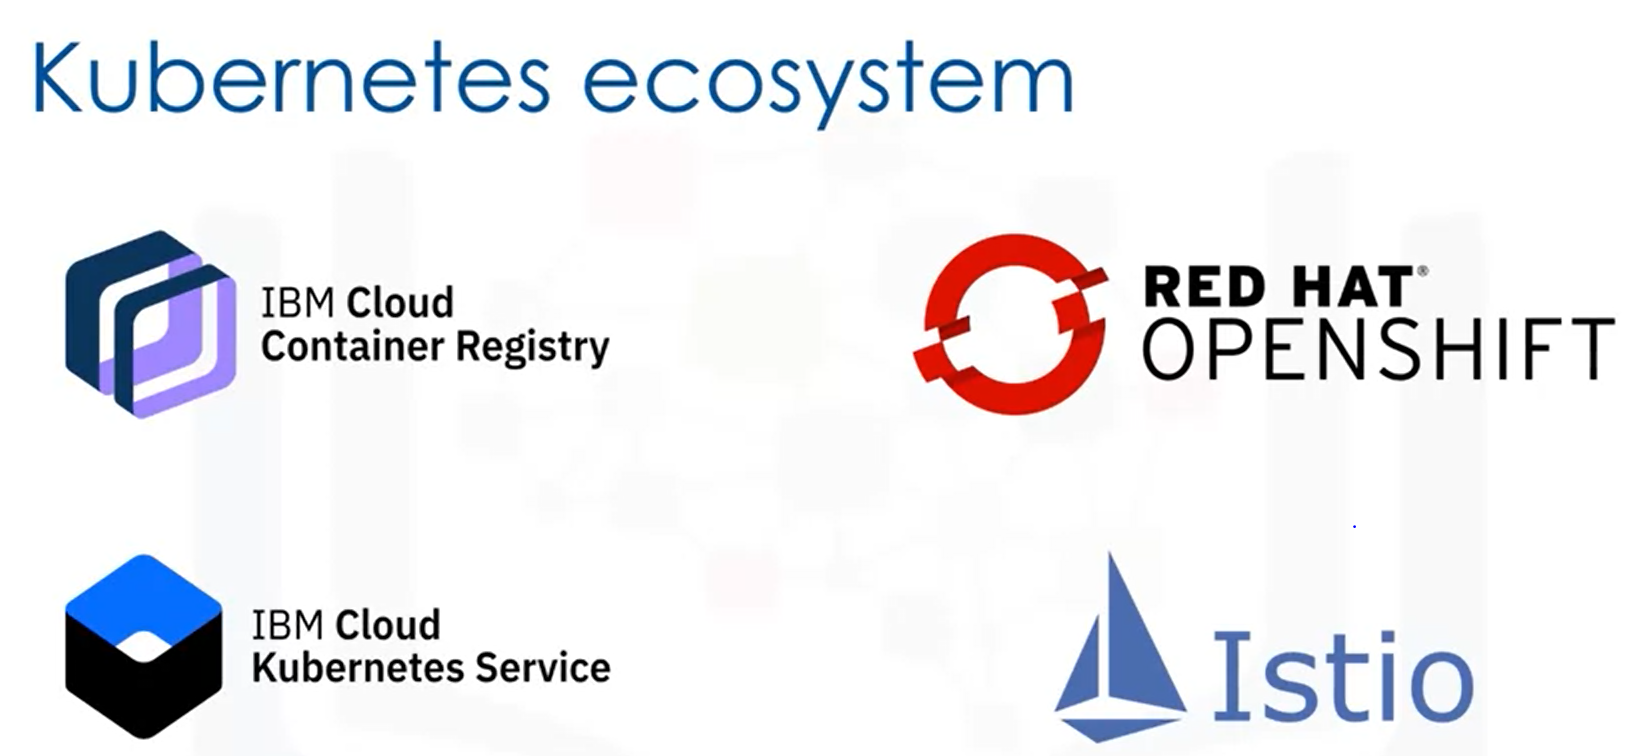 Kubernetes ecosystem
IBM Cloud
Container Registry
RED HAT®
OPENSHIFT
IBM Cloud
Kubernetes Service
Istio